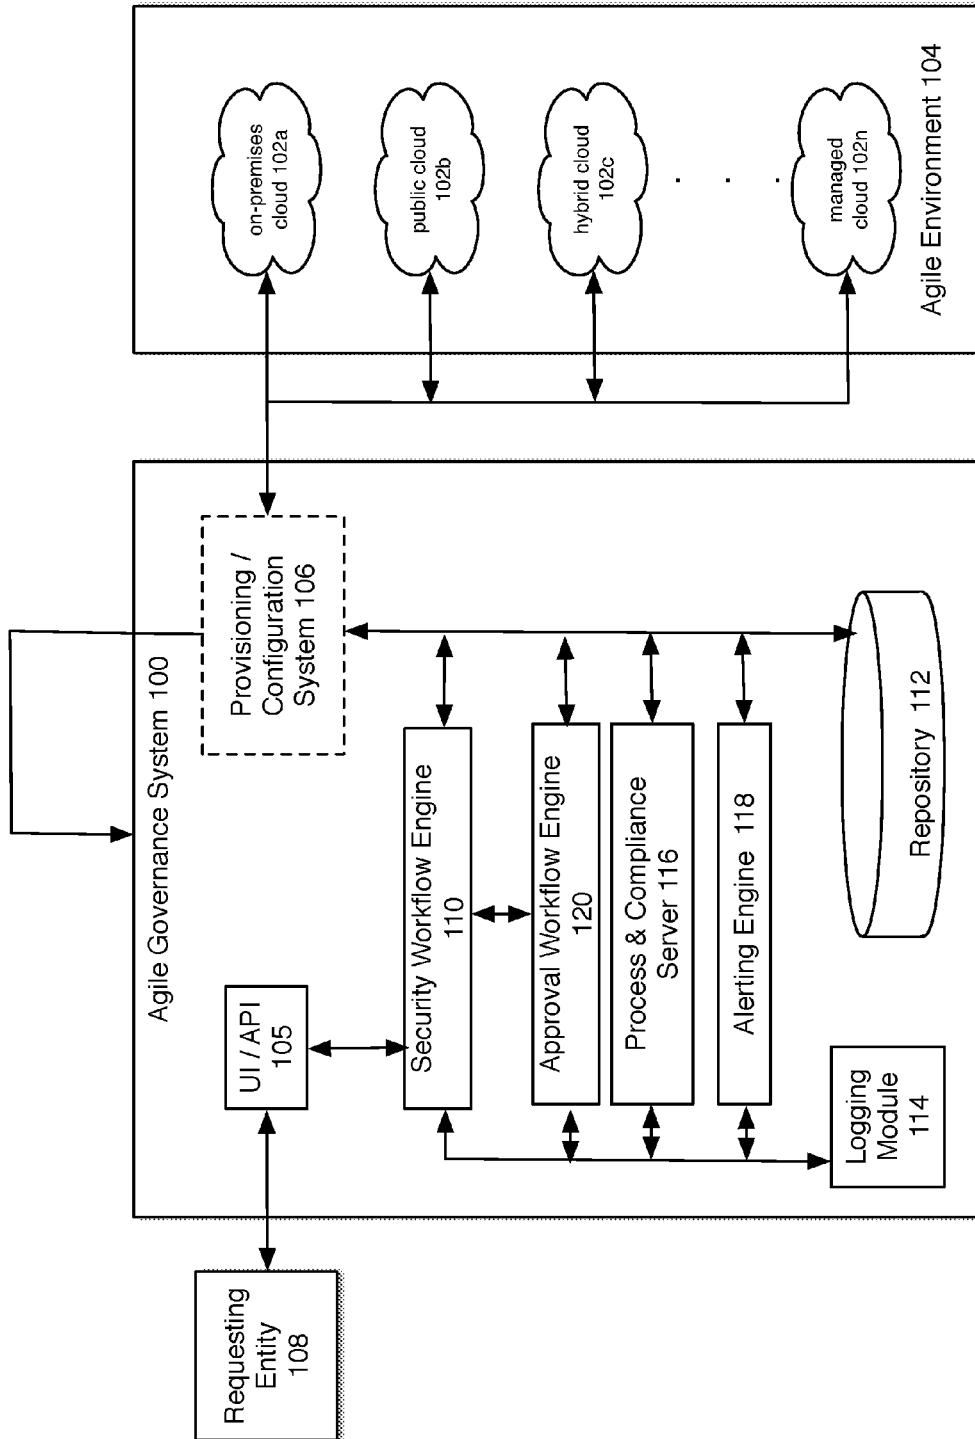 Requesting
Entity
108
Agile Governance System 100
UI / API
105
Provisioning /
Configuration
System 106
Security Workflow Engine
110
Approval Workflow Engine
120
Process & Compliance
Server 116
Alerting Engine 118
Logging
Module
114
Repository 112
on-premises
cloud 102a
public cloud
102b
hybrid cloud
102c
. . . .
managed
cloud 102n
Agile Environment 104